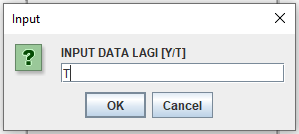 Input
?
INPUT DATA LAGI [Y/T]
T
OK Cancel